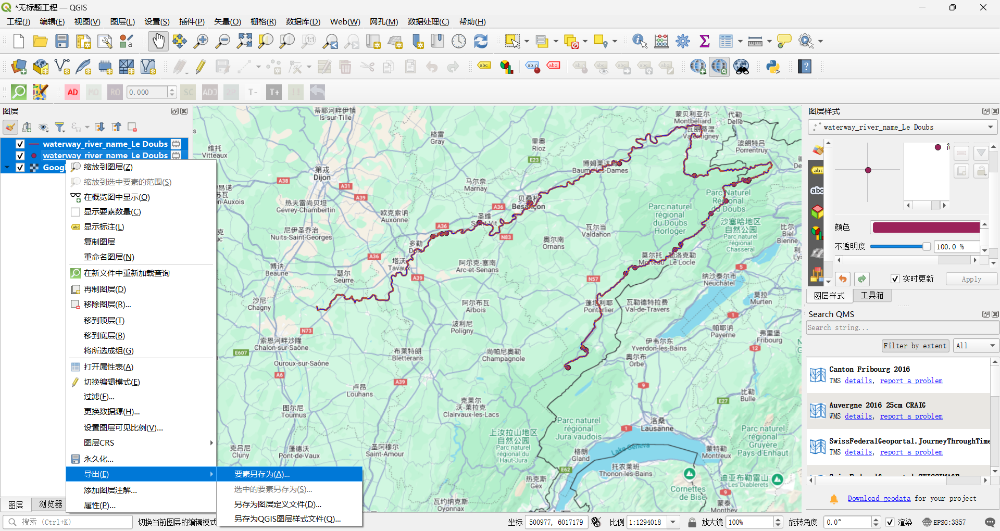 *无标题工程 — QGIS
工程(J) 编辑(E) 视图(V) 图层(L) 设置(S) 插件(P) 矢量(O) 栅格(R) 数据库(D) Web(W) 网孔(M) 数据处理(C) 帮助(H)
AD MO RO 0.000 SC ADJ T- T+
图层
waterway_river_name_Le Doubs
waterway_river_name_Le Doubs
Googl
缩放到图层(Z)
缩放到选中要素的范围(S)
在概览图中显示(O)
显示要素数量(C)
显示标注(L)
复制图层
重命名图层(N)
在新文件中重新加载查询
再制图层(D)
移除图层(R)...
移到顶层(T)
移到底层(B)
将所选成组(G)
打开属性表(A)
切换编辑模式(E)
过滤(F)...
更换数据源(H)...
设置图层可见比例(V)...
图层CRS
永久化...
导出(E)
添加图层注解...
属性(P)...
要素另存为(A)...
选中的要素另存为(S)...
另存为图层定义文件(D)...
另存为QGIS图层样式文件(Q)...
图层 浏览器
蒂耶河畔伊镇
Is-sur-Tille
维托
Vitteaux
格雷
Gray
里奥
Rioz
E23
蒙贝利亚尔
Montbéliard
代勒
Delle
瓦朗蒂涅
Valentigney
波朗特吕
Porrentruy
第戎
Dijon
A38
A31
A39
马尔奈
Marnay
博姆莱达姆
Baume-les-Dames
热夫雷尚贝坦
Gevrey-Chambertin
欧克索讷
Auxonne
贝桑松
Besançon
A36
圣维
Saint-Vit
Parc naturel
régional
du Doubs
Horloger
Parc Naturel
Régional
du Doubs
沙塞哈地区
自然公园
Parc naturel
régional
Chasseral
比尔
Biel
Bienne
尼伊圣乔治
Nuits-Saint-Georges
A36
N83
瓦尔当
Valdahon
奥尔南
Ornans
多勒
塔沃
Tavaux
A36
A39
博讷
Beaune
瑟尔
Seurre
阿尔克-塞南
Arc-et-Senans
莫尔托
Morteau
勒洛克勒
Le Locle
5
纳沙泰尔市
Neuchâtel
N57
沙尼
Chagny
阿尔布瓦
Arbois
蓬塔利耶
Pontarlier
瓦勒德特拉费
Val-de-Travers
莫拉
Murten
1
N73
波利尼
Poligny
帕耶讷
Payerne
弗里堡
Fribourg
12
索恩河畔沙隆
Chalon-sur-Saône
E607
布莱特朗
Bletterans
尚帕尼奥勒
Champagnole
伊韦尔东
Yverdon-les-Bains
奥尔布
Orbe
Ouroux-sur-Saône
A6
A39
9
卢昂
Louhans
比勒
Bulle
E27
图尔尼
Tournus
克莱尔
沃-莱拉克
Clairvaux-les-Lacs
Parc naturel
régional
Jura vaudois
洛桑
Lausanne
1
Parc naturel
régional
Gruyère
Pays-d'Enhaut
上汝拉山地区
自然公园
Parc naturel
régional du
Haut-Jura
克吕尼
Cluny
蓬德沃
Pont-de-Vaux
圣阿穆尔
Saint-Amour
格朗
Gland
Lake Geneva
蒙特勒
Montreux
E62
托农莱班
Thonon-les-Bains
热克斯
Gex
迪亚布勒雷山
Les Diablerets
Cornettes
de Bise
9
瓦约纳克斯
Oyonnax
蒙泰
Monthey
图层样式
waterway_river_name_Le Doubs
颜色
不透明度 100.0 %
实时更新 Apply
图层样式 工具箱
Search QMS
Search string...
Filter by extent All
Canton Fribourg 2016
TMS details, report a problem
Auvergne 2016 25cm CRAIG
WMS details, report a problem
SwissFederalGeoportal.JourneyThroughTime
TMS details, report a problem
Download geodata for your project
搜索 (Ctrl+K) 切换当前图层的编辑模式 坐标 500977, 6017179 比例 1:1294018 放大镜 100% 旋转角度 0.0° 渲染 EPSG:3857